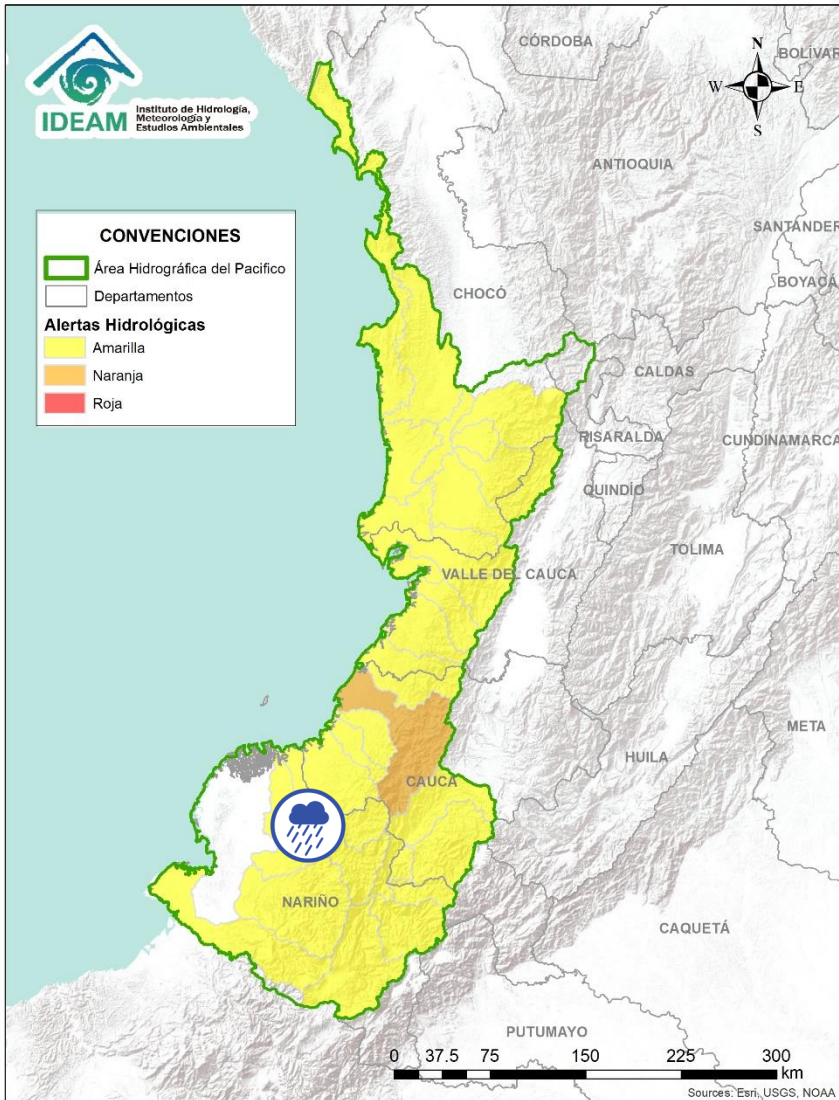 IDEAM
Instituto de Hidrología,
Meteorología y
Estudios Ambientales
CÓRDOBA
BOLÍVAR
N
W
E
S
ANTIOQUIA
SANTANDER
BOYACÁ
CONVENCIONES
Área Hidrográfica del Pacifico
Departamentos
Alertas Hidrológicas
Amarilla
Naranja
Roja
CHOCÓ
CALDAS
RISARALDA
CUNDINAMARCA
QUINDÍO
TOLIMA
VALLE DEL CAUCA
META
HUILA
CAUCA
NARIÑO
CAQUETÁ
PUTUMAYO
0 37.5 75 150 225 300
km
Sources: Esri, USGS, NOAA